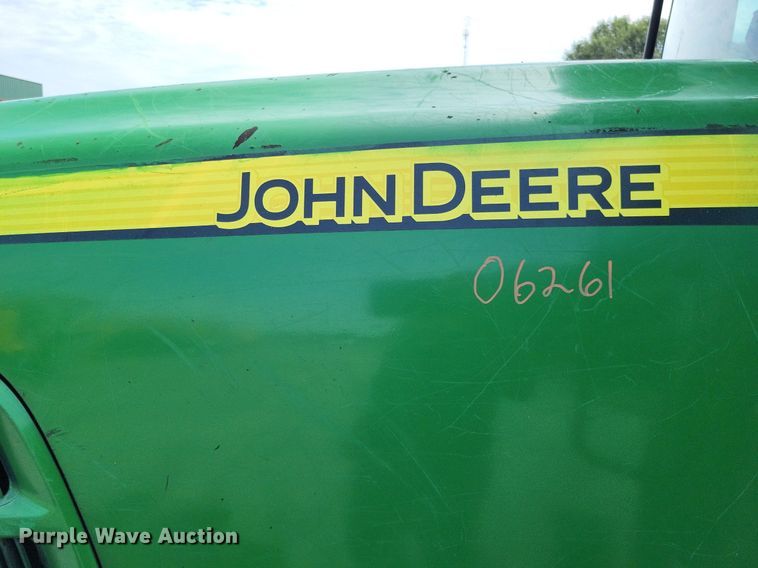 JOHN DEERE
06261
Purple Wave Auction